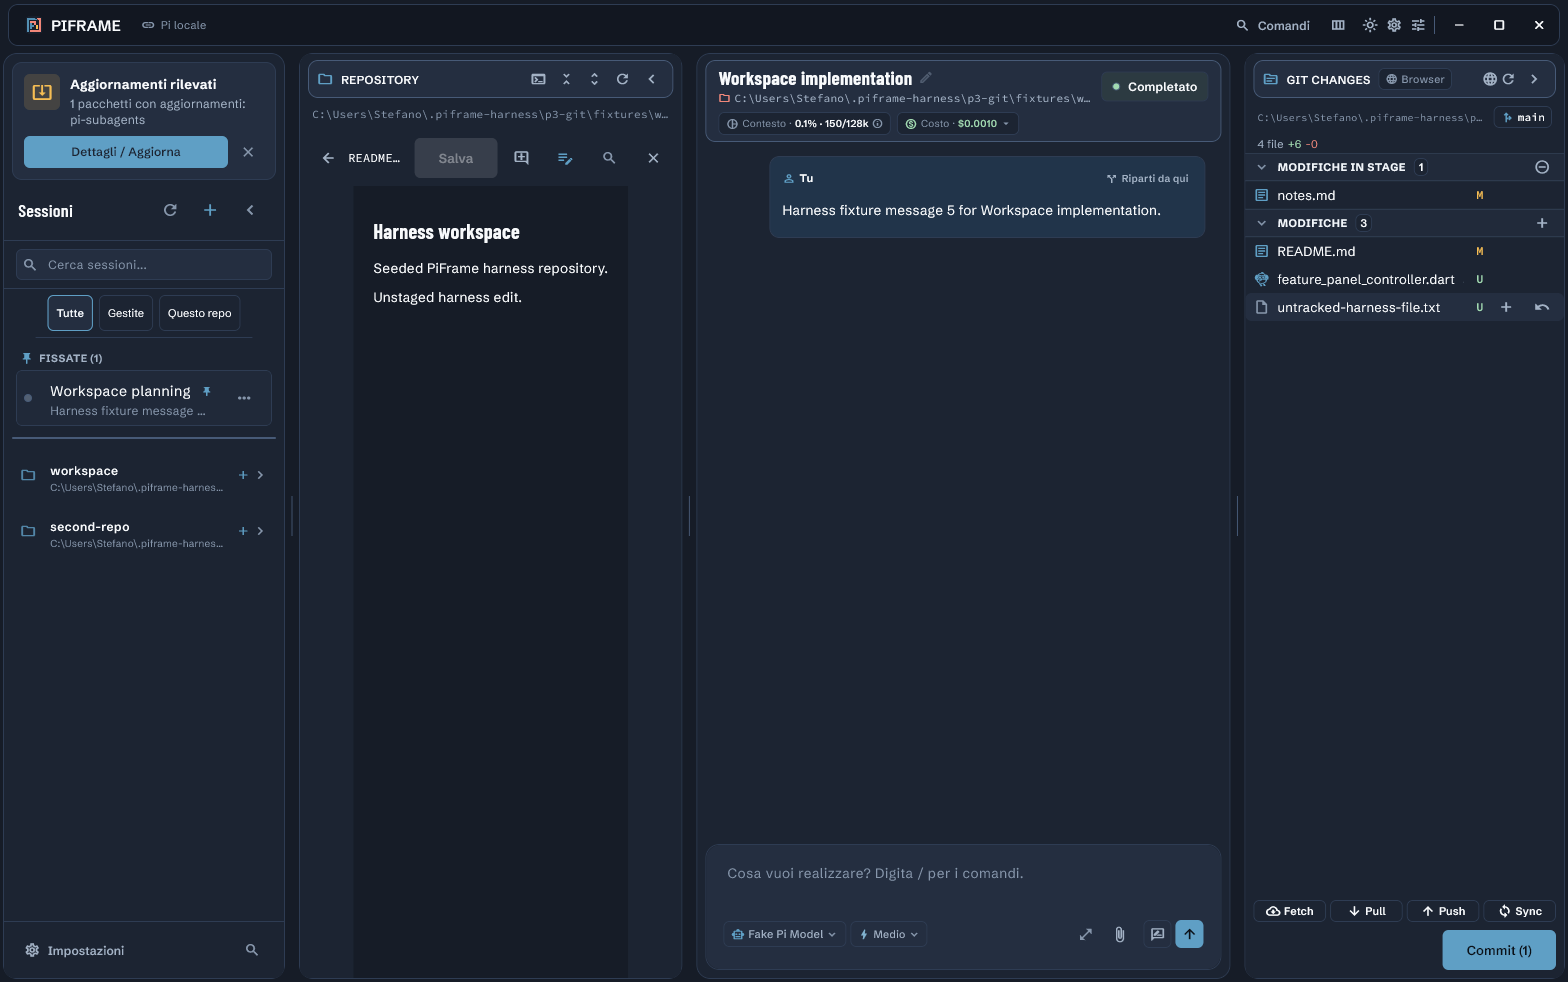 PIFRAME
Pi locale
Comandi
Aggiornamenti rilevati
1 pacchetti con aggiornamenti:
pi-subagents
Dettagli / Aggiorna
Sessioni
Cerca sessioni...
Tutte
Gestite
Questo repo
FISSATE (1)
Workspace planning
Harness fixture message ...
workspace
C:\Users\Stefano\.piframe-harnes...
second-repo
C:\Users\Stefano\.piframe-harnes...
Impostazioni
REPOSITORY
C:\Users\Stefano\.piframe-harness\p3-git\fixtures\w…
README…
Salva
Harness workspace
Seeded PiFrame harness repository.
Unstaged harness edit.
Workspace implementation
C:\Users\Stefano\.piframe-harness\p3-git\fixtures\w…
Contesto · 0.1% · 150/128k
Costo · $0.0010
Completato
Tu
Riparti da qui
Harness fixture message 5 for Workspace implementation.
Cosa vuoi realizzare? Digita / per i comandi.
Fake Pi Model
Medio
GIT CHANGES
Browser
C:\Users\Stefano\.piframe-harness\p…
main
4 file +6 -0
MODIFICHE IN STAGE 1
notes.md M
MODIFICHE 3
README.md M
feature_panel_controller.dart U
untracked-harness-file.txt U
Fetch
Pull
Push
Sync
Commit (1)